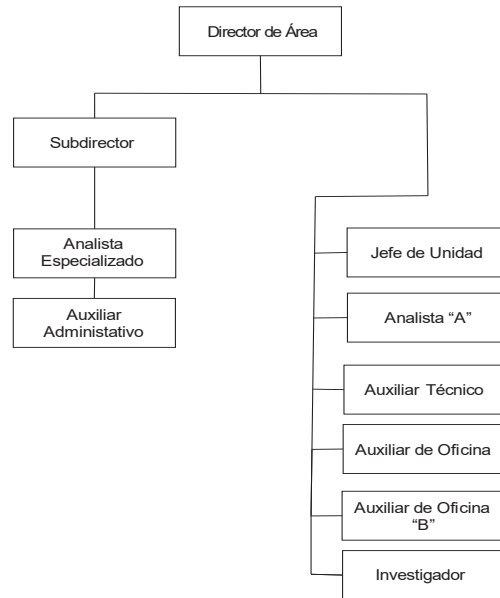 Director de Área
Subdirector
Analista
Especializado
Auxiliar
Administativo
Jefe de Unidad
Analista “A”
Auxiliar Técnico
Auxiliar de Oficina
Auxiliar de Oficina
“B”
Investigador